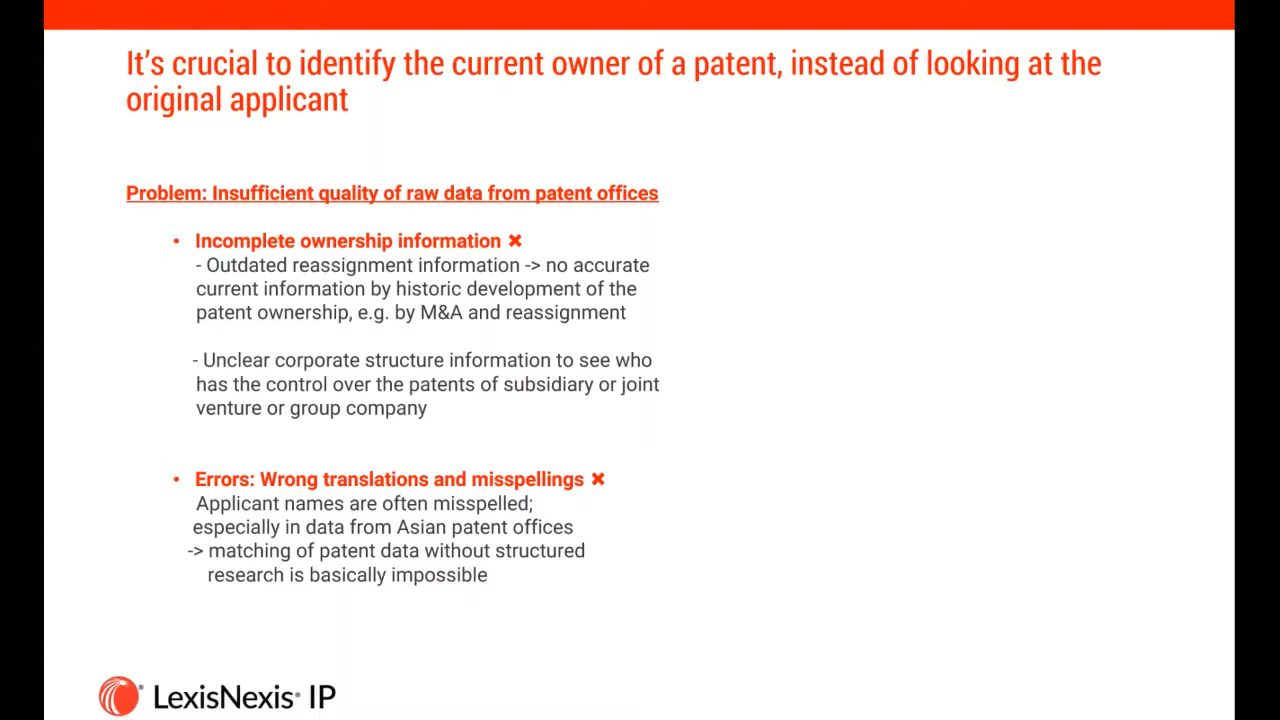 It’s crucial to identify the current owner of a patent, instead of looking at the
original applicant
Problem: Insufficient quality of raw data from patent offices
• Incomplete ownership information ✖
- Outdated reassignment information -> no accurate
current information by historic development of the
patent ownership, e.g. by M&A and reassignment
- Unclear corporate structure information to see who
has the control over the patents of subsidiary or joint
venture or group company
• Errors: Wrong translations and misspellings ✖
Applicant names are often misspelled;
especially in data from Asian patent offices
-> matching of patent data without structured
research is basically impossible
LexisNexis® IP